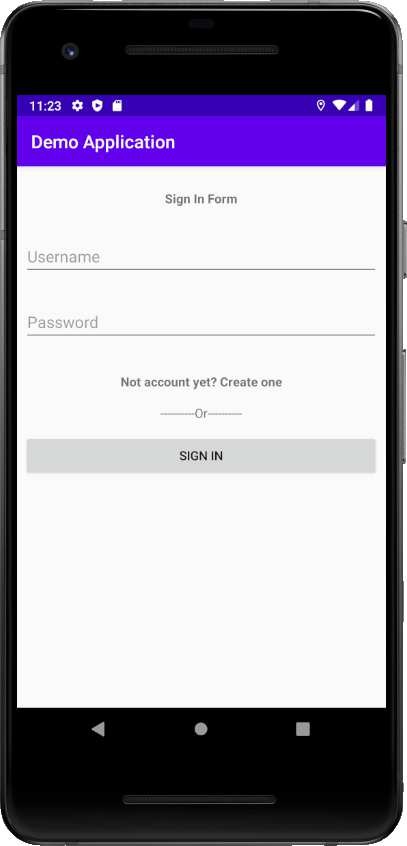 11:23
Demo Application
Sign In Form
Username
Password
Not account yet? Create one
----------Or----------
SIGN IN